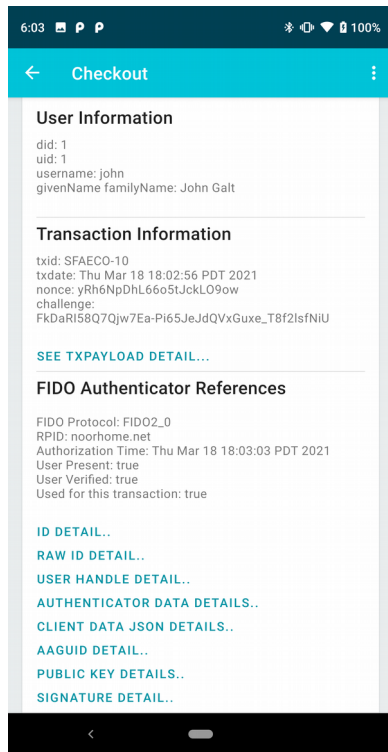 6:03 100%
Checkout
User Information
did: 1
uid: 1
username: john
givenName familyName: John Galt
Transaction Information
txid: SFAECO-10
txdate: Thu Mar 18 18:02:56 PDT 2021
nonce: yRh6NpDhL66o5tJckLO9ow
challenge:
FkDaRI58Q7Qjw7Ea-Pi65JeJdQVxGuxe_T8f2IsfNiU
SEE TXPAYLOAD DETAIL...
FIDO Authenticator References
FIDO Protocol: FIDO2_0
RPID: noorhome.net
Authorization Time: Thu Mar 18 18:03:03 PDT 2021
User Present: true
User Verified: true
Used for this transaction: true
ID DETAIL..
RAW ID DETAIL..
USER HANDLE DETAIL..
AUTHENTICATOR DATA DETAILS..
CLIENT DATA JSON DETAILS..
AAGUID DETAIL..
PUBLIC KEY DETAILS..
SIGNATURE DETAIL..